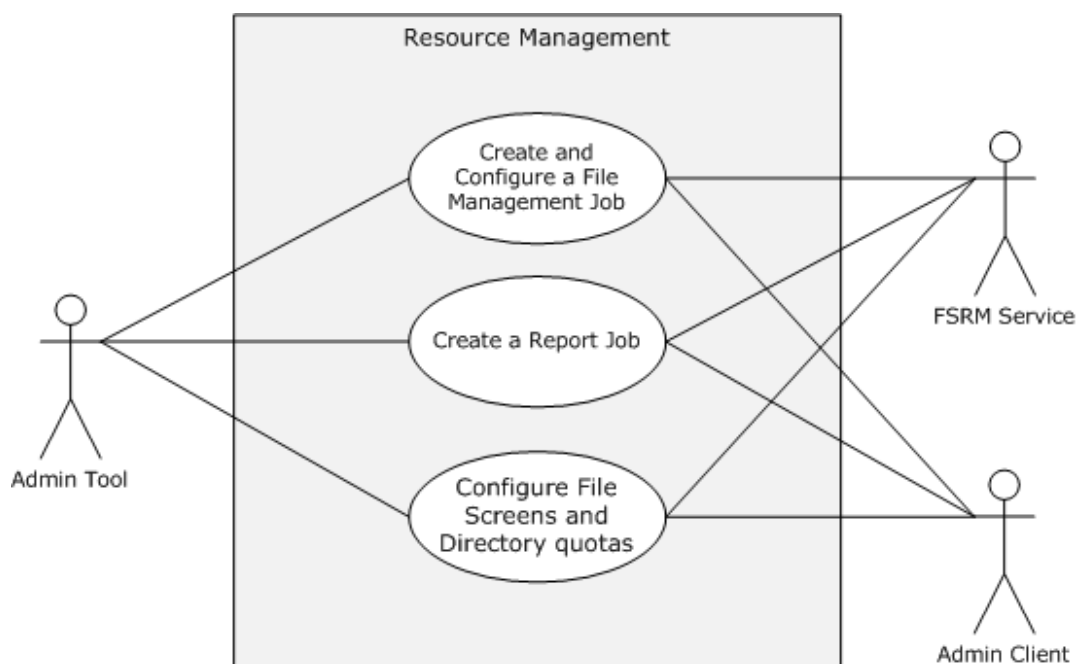 Resource Management
Create and
Configure a File
Management Job
FSRM Service
Create a Report Job
Admin Tool
Configure File
Screens and
Directory quotas
Admin Client